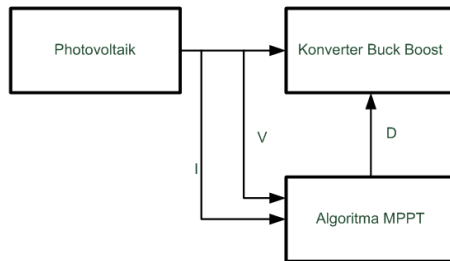 Photovoltaik
Konverter Buck Boost
V
D
I
Algoritma MPPT